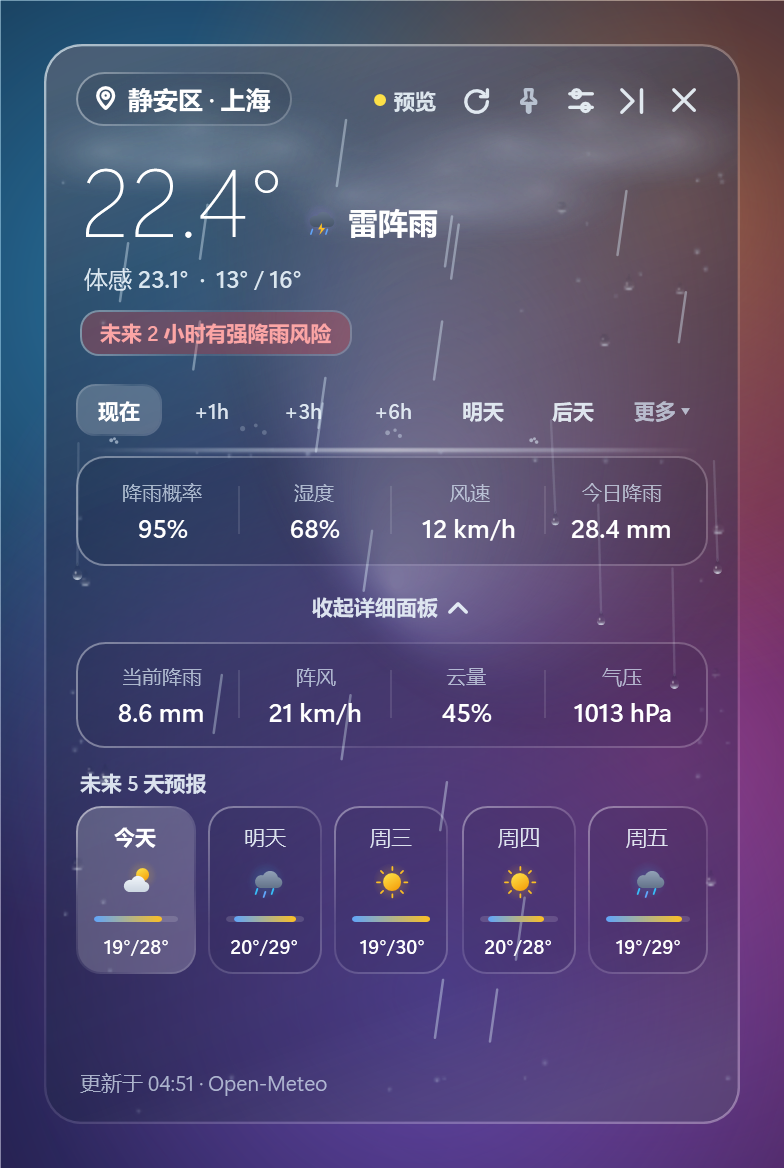 静安区 · 上海
预览
22.4°
雷阵雨
体感 23.1° · 13° / 16°
未来 2 小时有强降雨风险
现在 +1h +3h +6h 明天 后天 更多
降雨概率 湿度 风速 今日降雨
95% 68% 12 km/h 28.4 mm
收起详细面板
当前降雨 阵风 云量 气压
8.6 mm 21 km/h 45% 1013 hPa
未来 5 天预报
今天 明天 周三 周四 周五
19°/28° 20°/29° 19°/30° 20°/28° 19°/29°
更新于 04:51 · Open-Meteo